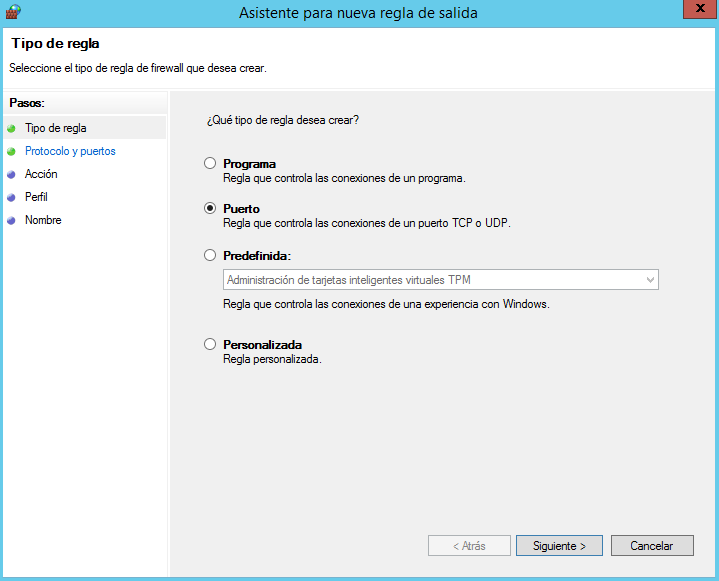 Asistente para nueva regla de salida
x
Tipo de regla
Seleccione el tipo de regla de firewall que desea crear.
Pasos:
Tipo de regla
Protocolo y puertos
Acción
Perfil
Nombre
¿Qué tipo de regla desea crear?
Programa
Regla que controla las conexiones de un programa.
Puerto
Regla que controla las conexiones de un puerto TCP o UDP.
Predefinida:
Administración de tarjetas inteligentes virtuales TPM
Regla que controla las conexiones de una experiencia con Windows.
Personalizada
Regla personalizada.
< Atrás
Siguiente >
Cancelar